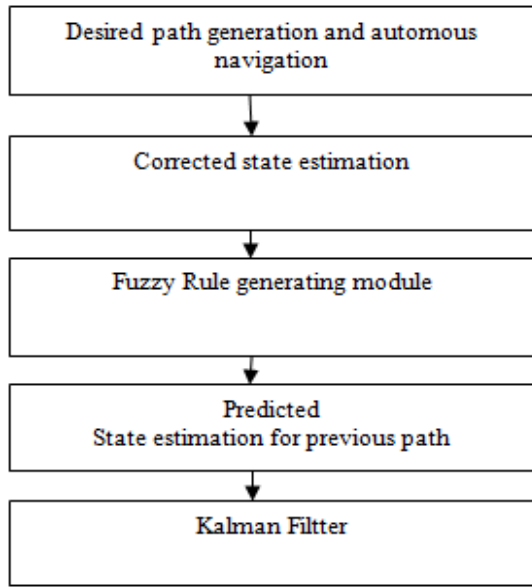 Desired path generation and automous
navigation
Corrected state estimation
Fuzzy Rule generating module
Predicted
State estimation for previous path
Kalman Filtter